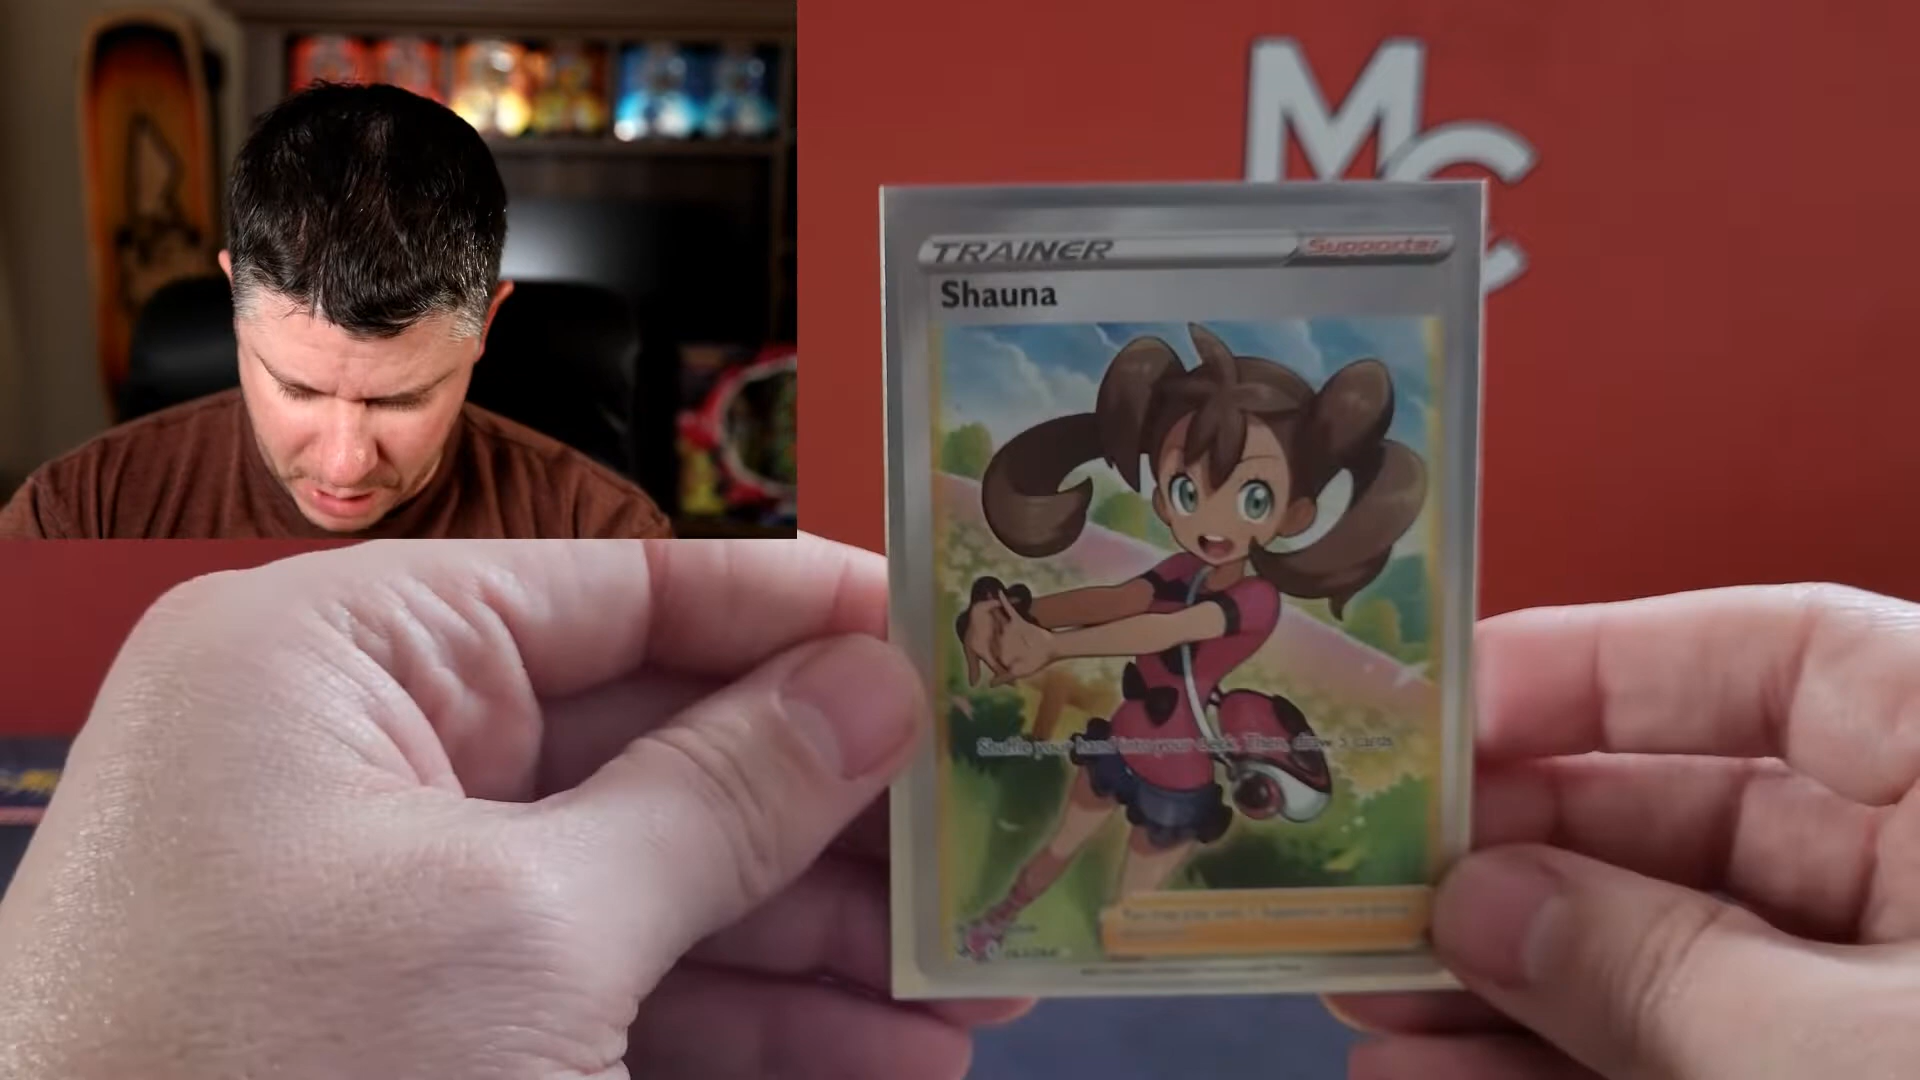 MC
TRAINER Supporter
Shauna
Shuffle your hand into your deck. Then, draw 5 cards.